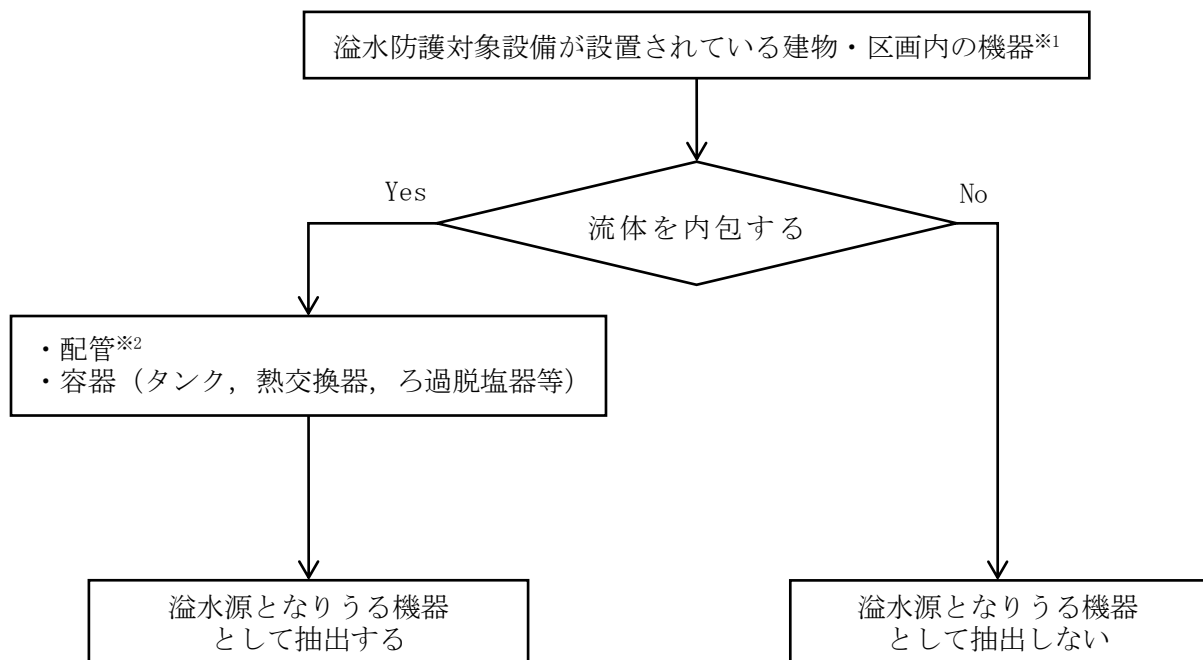 溢水防護対象設備が設置されている建物・区画内の機器※1
Yes
No
流体を内包する
・配管※2
・容器（タンク，熱交換器，ろ過脱塩器等）
溢水源となりうる機器
として抽出する
溢水源となりうる機器
として抽出しない